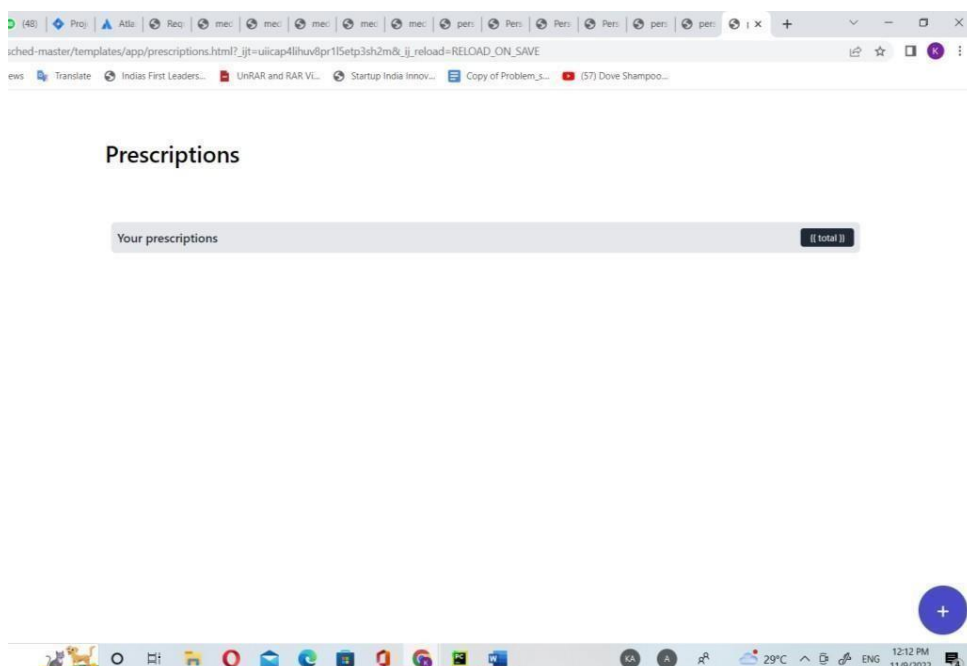 (48) Proj Atla Req mec mec mec mec mec pers Pers Pers Pers pers pers
sched-master/templates/app/prescriptions.html?_ijt=uiicap4lihuv8pr1l5etp3sh2m&_ij_reload=RELOAD_ON_SAVE K
ews Translate Indias First Leaders... UnRAR and RAR Vi... Startup India Innov... Copy of Problem_s... (57) Dove Shampoo...
Prescriptions
Your prescriptions {{ total }}
+
KA A 29°C ENG 12:12 PM